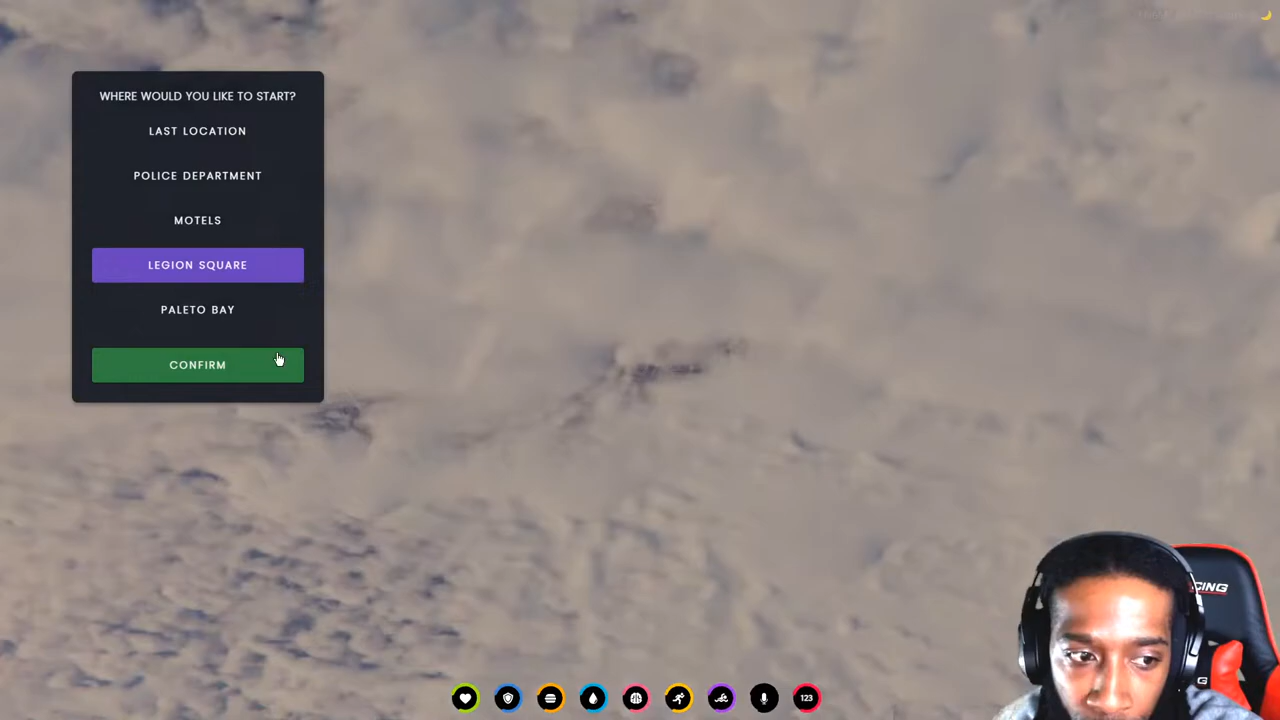 WHERE WOULD YOU LIKE TO START?
LAST LOCATION
POLICE DEPARTMENT
MOTELS
LEGION SQUARE
PALETO BAY
CONFIRM
123